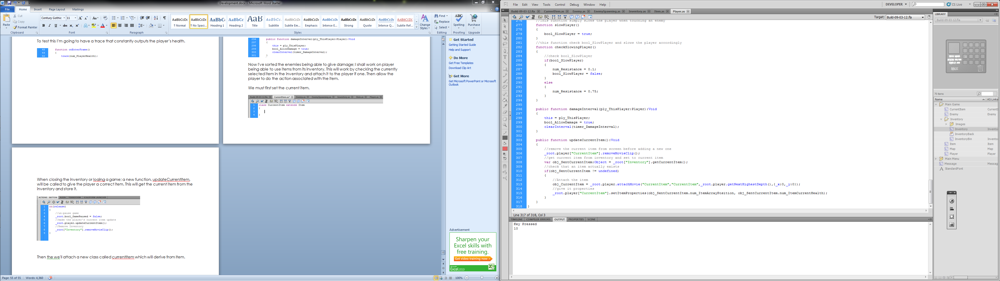 Development.docx - Microsoft Word Starter
File Home Insert Page Layout Mailings
Paste
Cut
Copy
Format Painter
Clipboard
Century Gothic 11
Font
Paragraph
AaBbCcDc AaBbCcDc AaBbC AaBbCc AaB AaBbCc. AaBbCcDc AaBbCcDc AaBbCcDc AaBbCcDc AaBbCcDc AaBbCcDc AABBCCDD
¶ Normal ¶ No Spaci... Heading 1 Heading 2 Title Subtitle Subtle Em... Emphasis Intense E... Strong Quote Intense Q... Subtle Ref...
Styles
Change Styles
Find
Replace
Select
Editing
Spelling
Proofing
Purchase
Upgrade
To test this I'm going to have a trace that constantly outputs the player's health.
48 function onEnterFrame()
49 {
50 trace(num_PlayerHealth);
296 public function damageInterval(ply_ThisPlayer:Player):Void
297 {
298 this = ply_ThisPlayer;
299 bool_AllowDamage = true;
300 clearInterval(timer_DamageInterval);
301 }
Now I've sorted the enemies being able to give damage; I shall work on player
being able to use items from its inventory. This will work by checking the currently
selected item in the inventory and attach it to the player if one. Then allow the
player to do the action associated with the item.
We must first set the current item.
Build-09-03-12.fla CurrentItem.as* Enemy.as EnemySpawning.as Inventory.as Item.as Player.as
1 class CurrentItem extends Item
2 {
3
4 }
When closing the inventory or loging a game; a new function, updateCurrentItem,
will be called to give the player a correct item. This will get the current item from the
inventory and store it.
ACTIONS - BUTTON ALIGN TRANSFORM SCALEFORM LAUNCHER
1 on(release)
2 {
3 //un-pause game
4 _root.bool_GamePaused = false;
5 //make the player's current item update
6 _root.player.updateCurrentItem();
7 //Remove Inventory
8 _root["Inventory"].removeMovieClip();
9 }
Then the we'll attach a new class called currentItem which will derive from Item.
Get Started
Getting Started Guide
Help and Support
Do More
Get Free Templates
Download Clip Art
Get More
Get Microsoft PowerPoint or Microsoft
Outlook
Advertisement
Sharpen your
Excel skills with
free training.
Get video training now >
Excel 2010
Page: 55 of 55 Words: 4,360
100%
Fl File Edit View Tools Control Debug Window Help
DEVELOPER CS Live
Build-09-03-12.fla CurrentItem.as Enemy.as EnemySpawning.as Inventory.as Item.as Player.as
Target: Build-09-03-12.fla
276 //This function simply slows the player when touching an enemy
277 function slowPlayer()
278 {
279 bool_SlowPlayer = true;
280 }
281 //this function check bool_SlowPlayer and slows the player accordingly
282 function checkSlowingPlayer()
283 {
284 //check bool_SlowPlayer
285 if(bool_SlowPlayer)
286 {
287 num_Resistance = 0.1;
288 bool_SlowPlayer = false;
289 }
290 else
291 {
292 num_Resistance = 0.75;
293 }
294 }
295
296 public function damageInterval(ply_ThisPlayer:Player):Void
297 {
298 this = ply_ThisPlayer;
299 bool_AllowDamage = true;
300 clearInterval(timer_DamageInterval);
301 }
302
303 public function updateCurrentItem():Void
304 {
305 //remove the current item from screen before adding a new one
306 _root.player["CurrentItem"].removeMovieClip();
307 //get current item from inventory and set to current item
308 var obj_SentCurrentItem:Object = _root["Inventory"].getCurrentItem();
309 //check that an item actually exists
310 if(obj_SentCurrentItem != undefined)
311 {
312 //Attach the item
313 obj_CurrentItem = _root.player.attachMovie("CurrentItem","CurrentItem",_root.player.getNextHighestDepth(),{_x:0,_y:0});
314 //give it properties
315 _root.player["CurrentItem"].setItemProperties(obj_SentCurrentItem.num_ItemArrayPosition, obj_SentCurrentItem.num_ItemCurrentHealth);
316 }
317 }
318 }
Line 317 of 318, Col 3
TIMELINE COMPILER ERRORS OUTPUT PROPERTIES SCENE
Key Pressed
10
LIBRARY
Build-09-03-12.fla
BACK
70 items
Name AS Linka
Main Game
CurrentItem CurrentI
Enemy Enemy
Inventory
Images
Inventory Invento
InventoryBack
InventoryBin Invento
Item Item
Map Map
Player Player
Main Menu
Message Messag
StandardFont